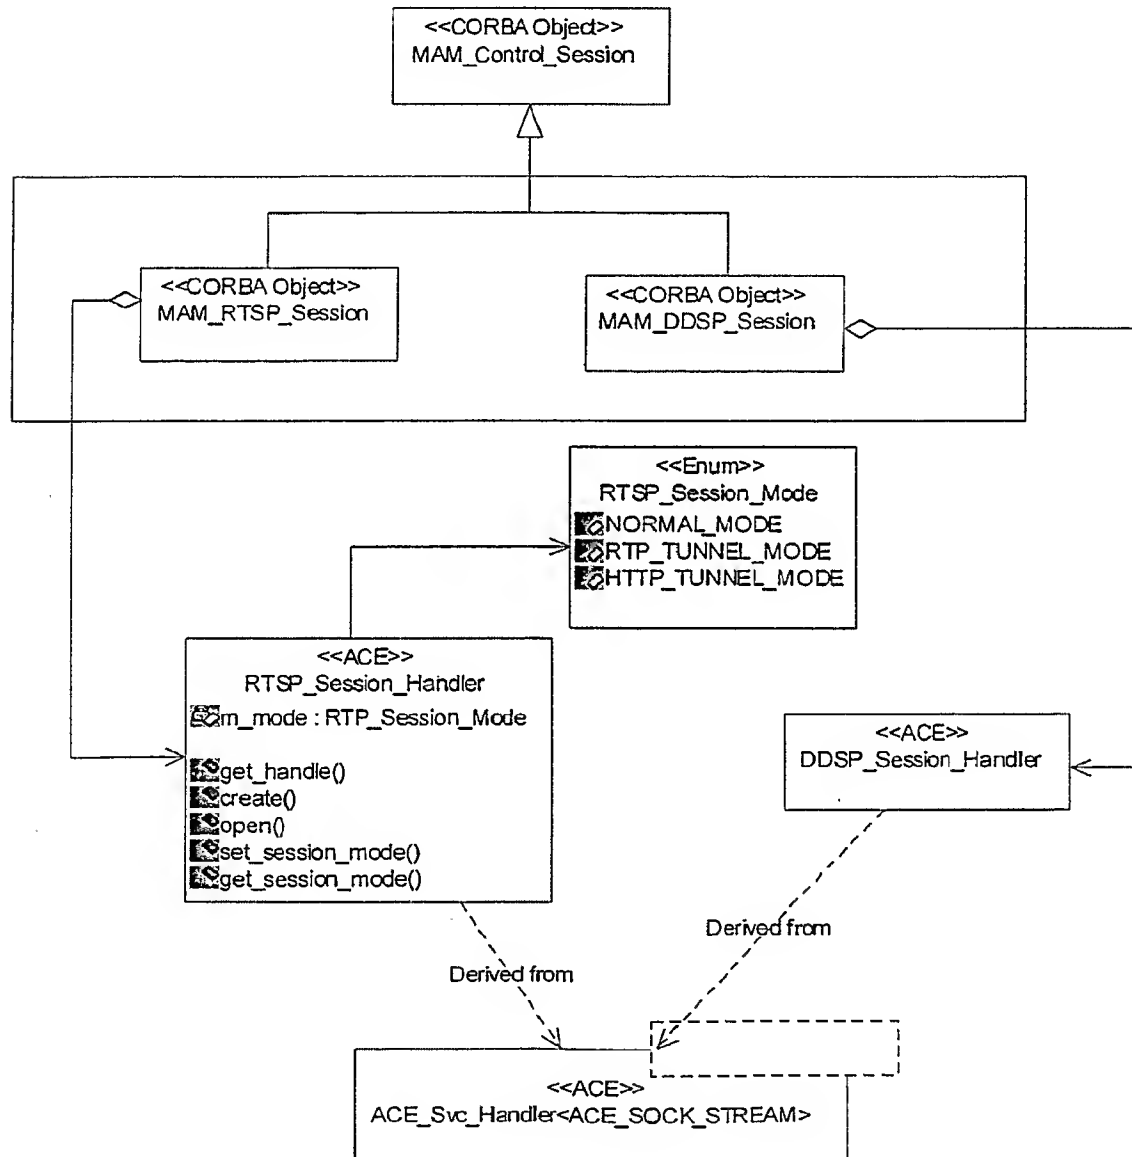 <<CORBA Object>>
MAM_Control_Session
<<CORBA Object>>
MAM_RTSP_Session
<<CORBA Object>>
MAM_DDSP_Session
<<Enum>>
RTSP_Session_Mode
NORMAL_MODE
RTP_TUNNEL_MODE
HTTP_TUNNEL_MODE
<<ACE>>
RTSP_Session_Handler
m_mode : RTP_Session_Mode
get_handle()
create()
open()
set_session_mode()
get_session_mode()
<<ACE>>
DDSP_Session_Handler
Derived from
Derived from
<<ACE>>
ACE_Svc_Handler<ACE_SOCK_STREAM>